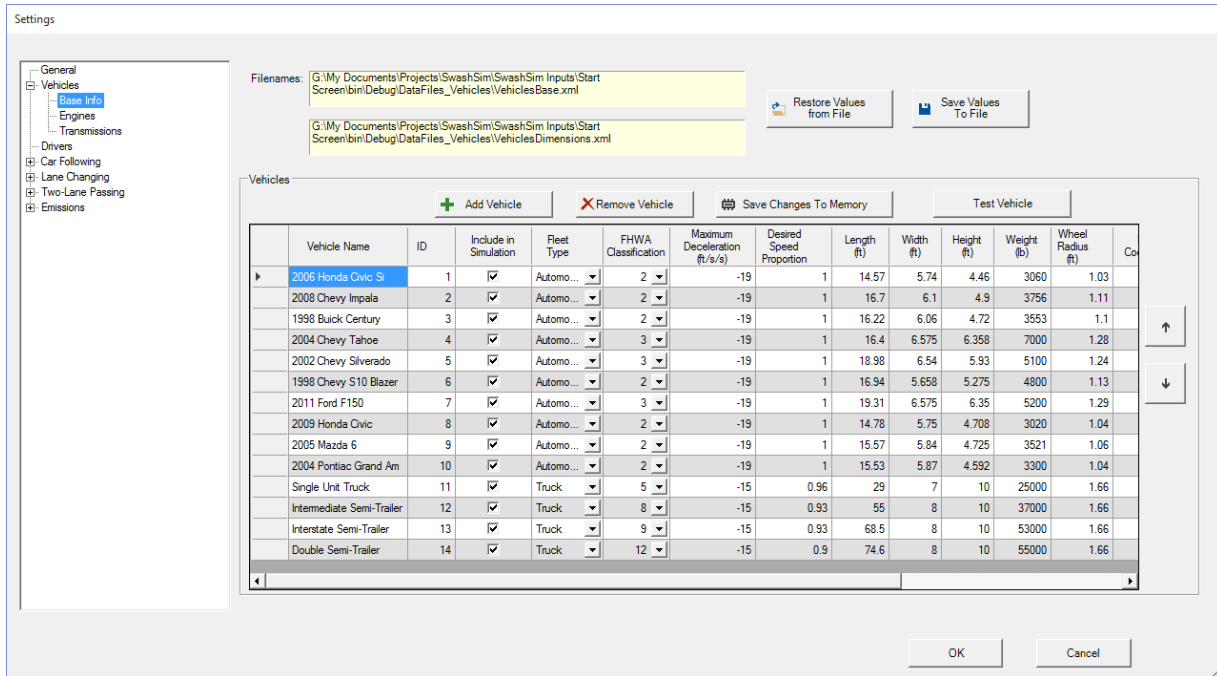 Settings
General
Vehicles
Base Info
Engines
Transmissions
Drivers
Car Following
Lane Changing
Two-Lane Passing
Emissions
Filenames: G:\My Documents\Projects\SwashSim\SwashSim Inputs\Start
Screen\bin\Debug\DataFiles_Vehicles\VehiclesBase.xml
G:\My Documents\Projects\SwashSim\SwashSim Inputs\Start
Screen\bin\Debug\DataFiles_Vehicles\VehiclesDimensions.xml
Restore Values
from File
Save Values
To File
Vehicles
Add Vehicle Remove Vehicle Save Changes To Memory Test Vehicle
Vehicle Name ID Include in Simulation Fleet Type FHWA Classification Maximum Deceleration (ft/s/s) Desired Speed Proportion Length (ft) Width (ft) Height (ft) Weight (lb) Wheel Radius (ft)
2006 Honda Civic Si 1 Automo... 2 -19 1 14.57 5.74 4.46 3060 1.03
2008 Chevy Impala 2 Automo... 2 -19 1 16.7 6.1 4.9 3756 1.11
1998 Buick Century 3 Automo... 2 -19 1 16.22 6.06 4.72 3553 1.1
2004 Chevy Tahoe 4 Automo... 3 -19 1 16.4 6.575 6.358 7000 1.28
2002 Chevy Silverado 5 Automo... 3 -19 1 18.98 6.54 5.93 5100 1.24
1998 Chevy S10 Blazer 6 Automo... 2 -19 1 16.94 5.658 5.275 4800 1.13
2011 Ford F150 7 Automo... 3 -19 1 19.31 6.575 6.35 5200 1.29
2009 Honda Civic 8 Automo... 2 -19 1 14.78 5.75 4.708 3020 1.04
2005 Mazda 6 9 Automo... 2 -19 1 15.57 5.84 4.725 3521 1.06
2004 Pontiac Grand Am 10 Automo... 2 -19 1 15.53 5.87 4.592 3300 1.04
Single Unit Truck 11 Truck 5 -15 0.96 29 7 10 25000 1.66
Intermediate Semi-Trailer 12 Truck 8 -15 0.93 55 8 10 37000 1.66
Interstate Semi-Trailer 13 Truck 9 -15 0.93 68.5 8 10 53000 1.66
Double Semi-Trailer 14 Truck 12 -15 0.9 74.6 8 10 55000 1.66
OK Cancel